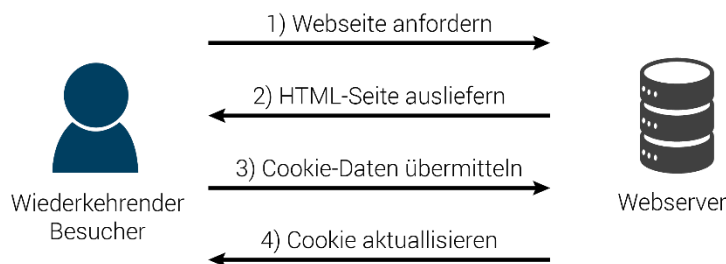 1) Webseite anfordern
2) HTML-Seite ausliefern
3) Cookie-Daten übermitteln
4) Cookie aktuallisieren
Wiederkehrender
Besucher
Webserver